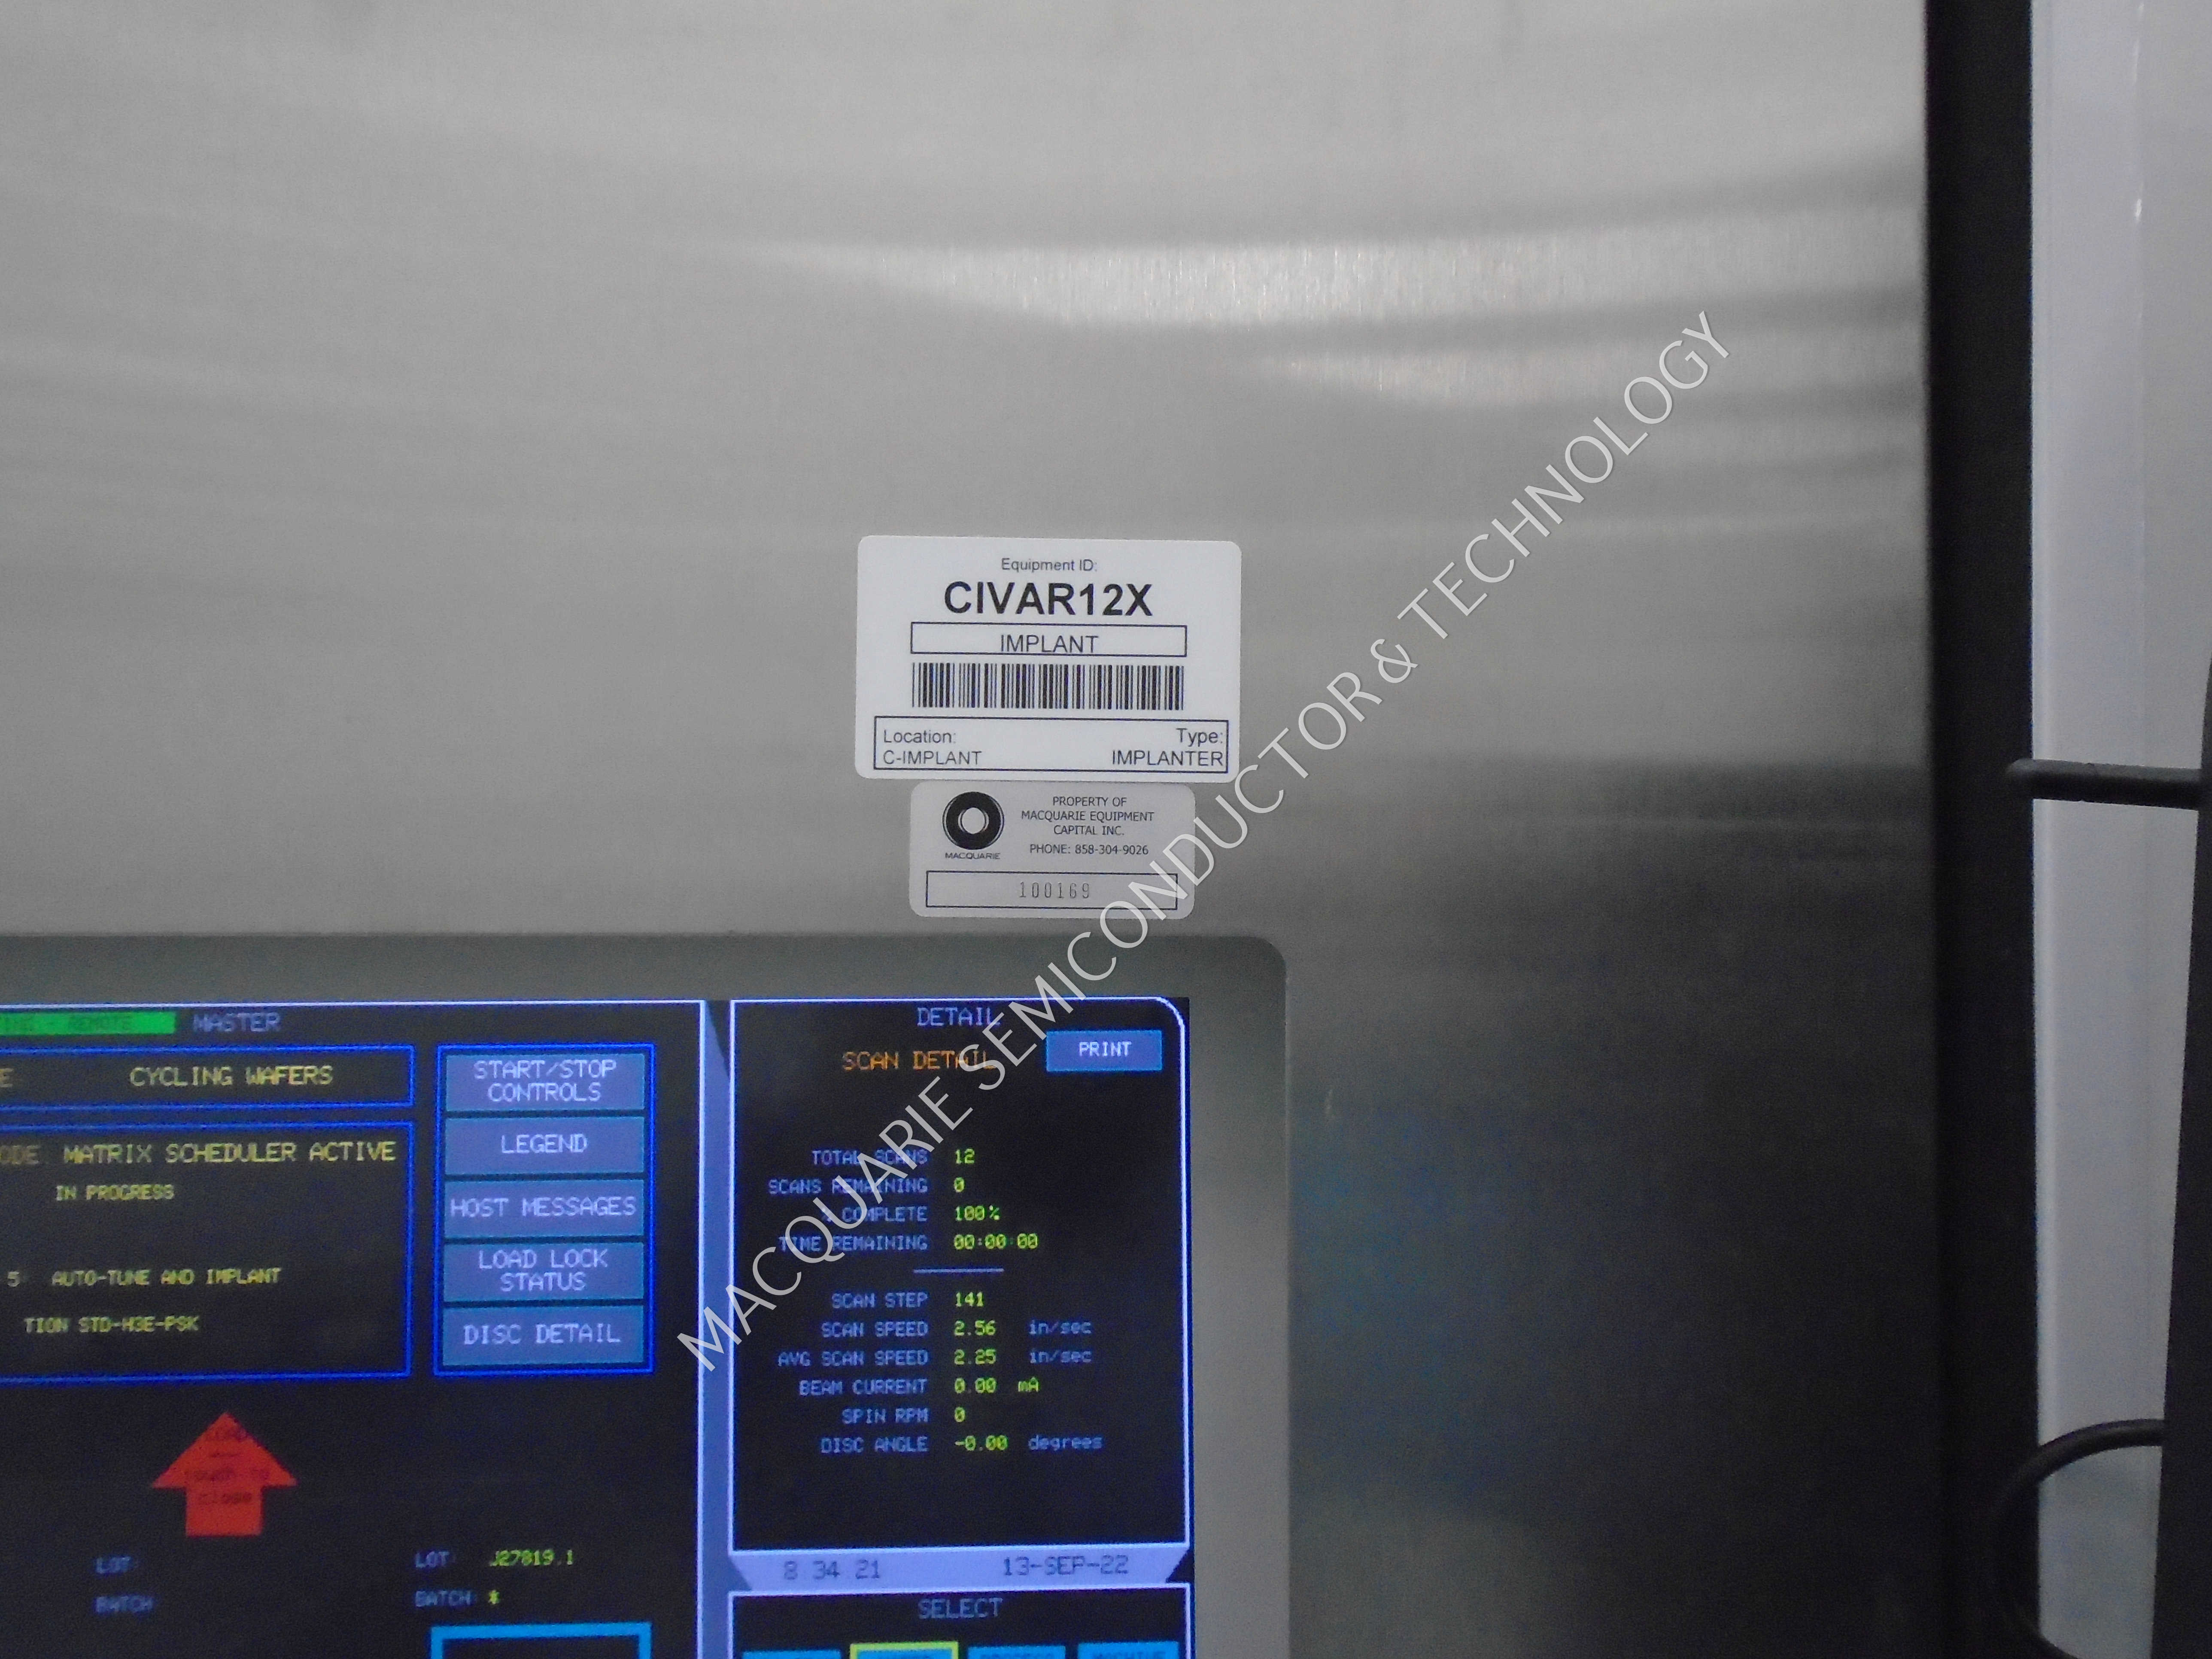 Equipment ID:
CIVAR12X
IMPLANT
Location:
C-IMPLANT
Type:
IMPLANTER
MACQUARIE
PROPERTY OF
MACQUARIE EQUIPMENT
CAPITAL INC.
PHONE: 858-304-9026
100169
MACQUARIE SEMICONDUCTOR & TECHNOLOGY
REMOTE MASTER
CYCLING WAFERS
MATRIX SCHEDULER ACTIVE
IN PROGRESS
5 AUTO-TUNE AND IMPLANT
TION STD-H3E-PSK
START/STOP
CONTROLS
LEGEND
HOST MESSAGES
LOAD LOCK
STATUS
DISC DETAIL
touch to
close
LOT:
BATCH
LOT: J27819.1
BATCH: *
DETAIL
SCAN DETAIL
PRINT
TOTAL SCANS 12
SCANS REMAINING 0
% COMPLETE 100%
TIME REMAINING 00:00:00
SCAN STEP 141
SCAN SPEED 2.56 in/sec
AVG SCAN SPEED 2.25 in/sec
BEAM CURRENT 0.00 mA
SPIN RPM 0
DISC ANGLE -0.00 degrees
8 34 21 13-SEP-22
SELECT